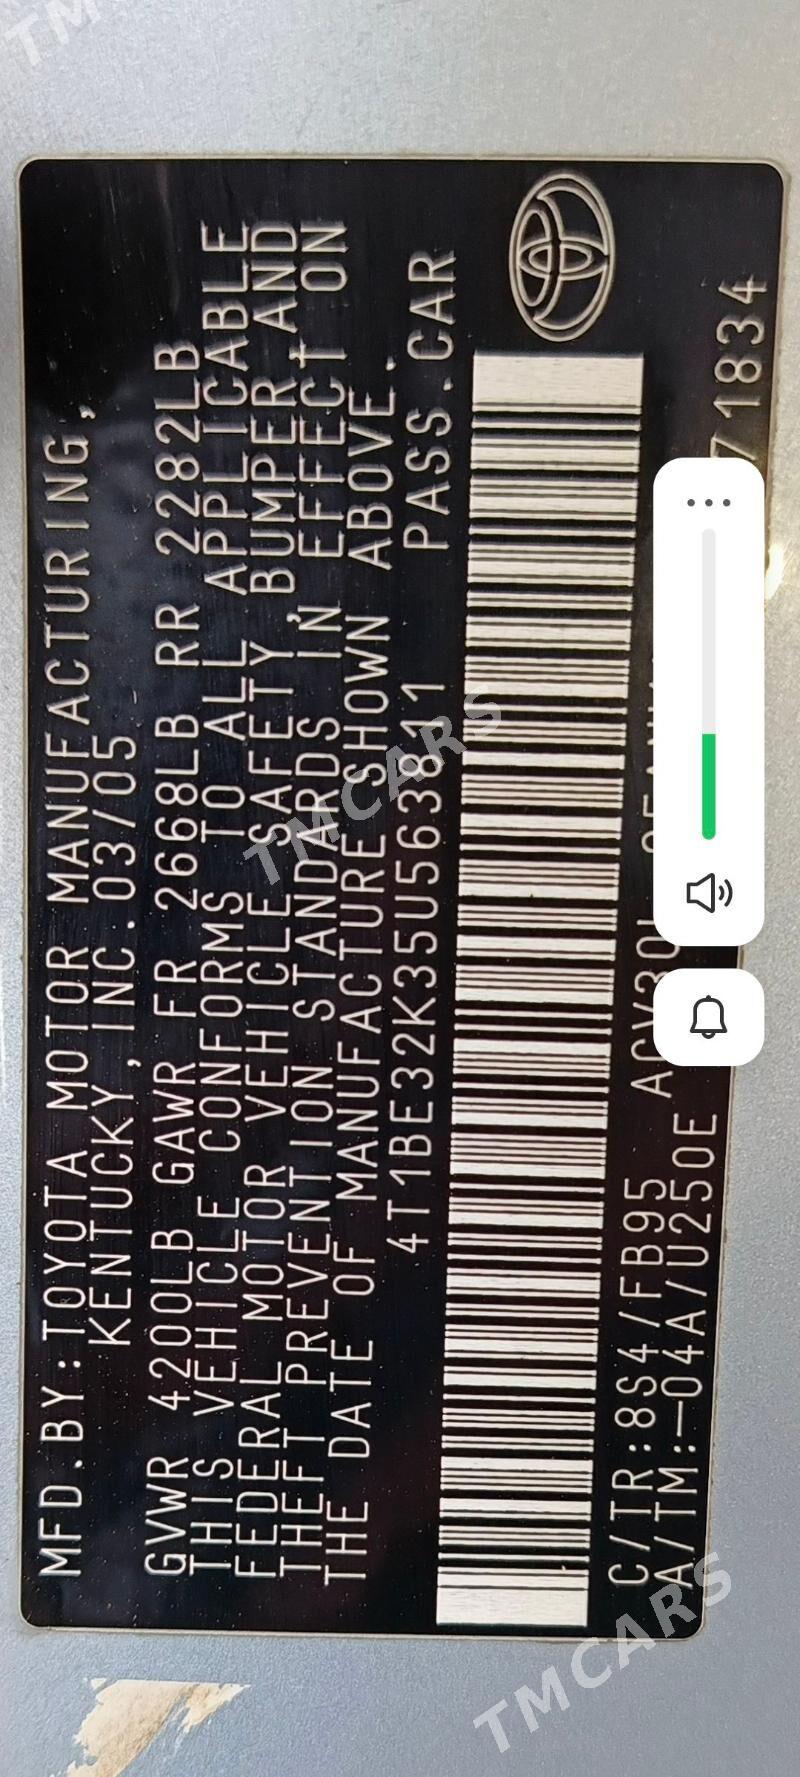 MFD.BY:TOYOTA MOTOR MANUFACTURING,
KENTUCKY,INC.03/05
GVWR 4200LB GAWR FR 2668LB RR 2282LB
THIS VEHICLE CONFORMS TO ALL APPLICABLE
FEDERAL MOTOR VEHICLE SAFETY, BUMPER AND
THEFT PREVENTION STANDARDS IN EFFECT ON
THE DATE OF MANUFACTURE SHOWN ABOVE.
4T1BE32K35U563811 PASS.CAR
C/TR:8S4/FB95
A/TM:—04A/U250E
71834
TMCARS
TMCARS
TMCARS